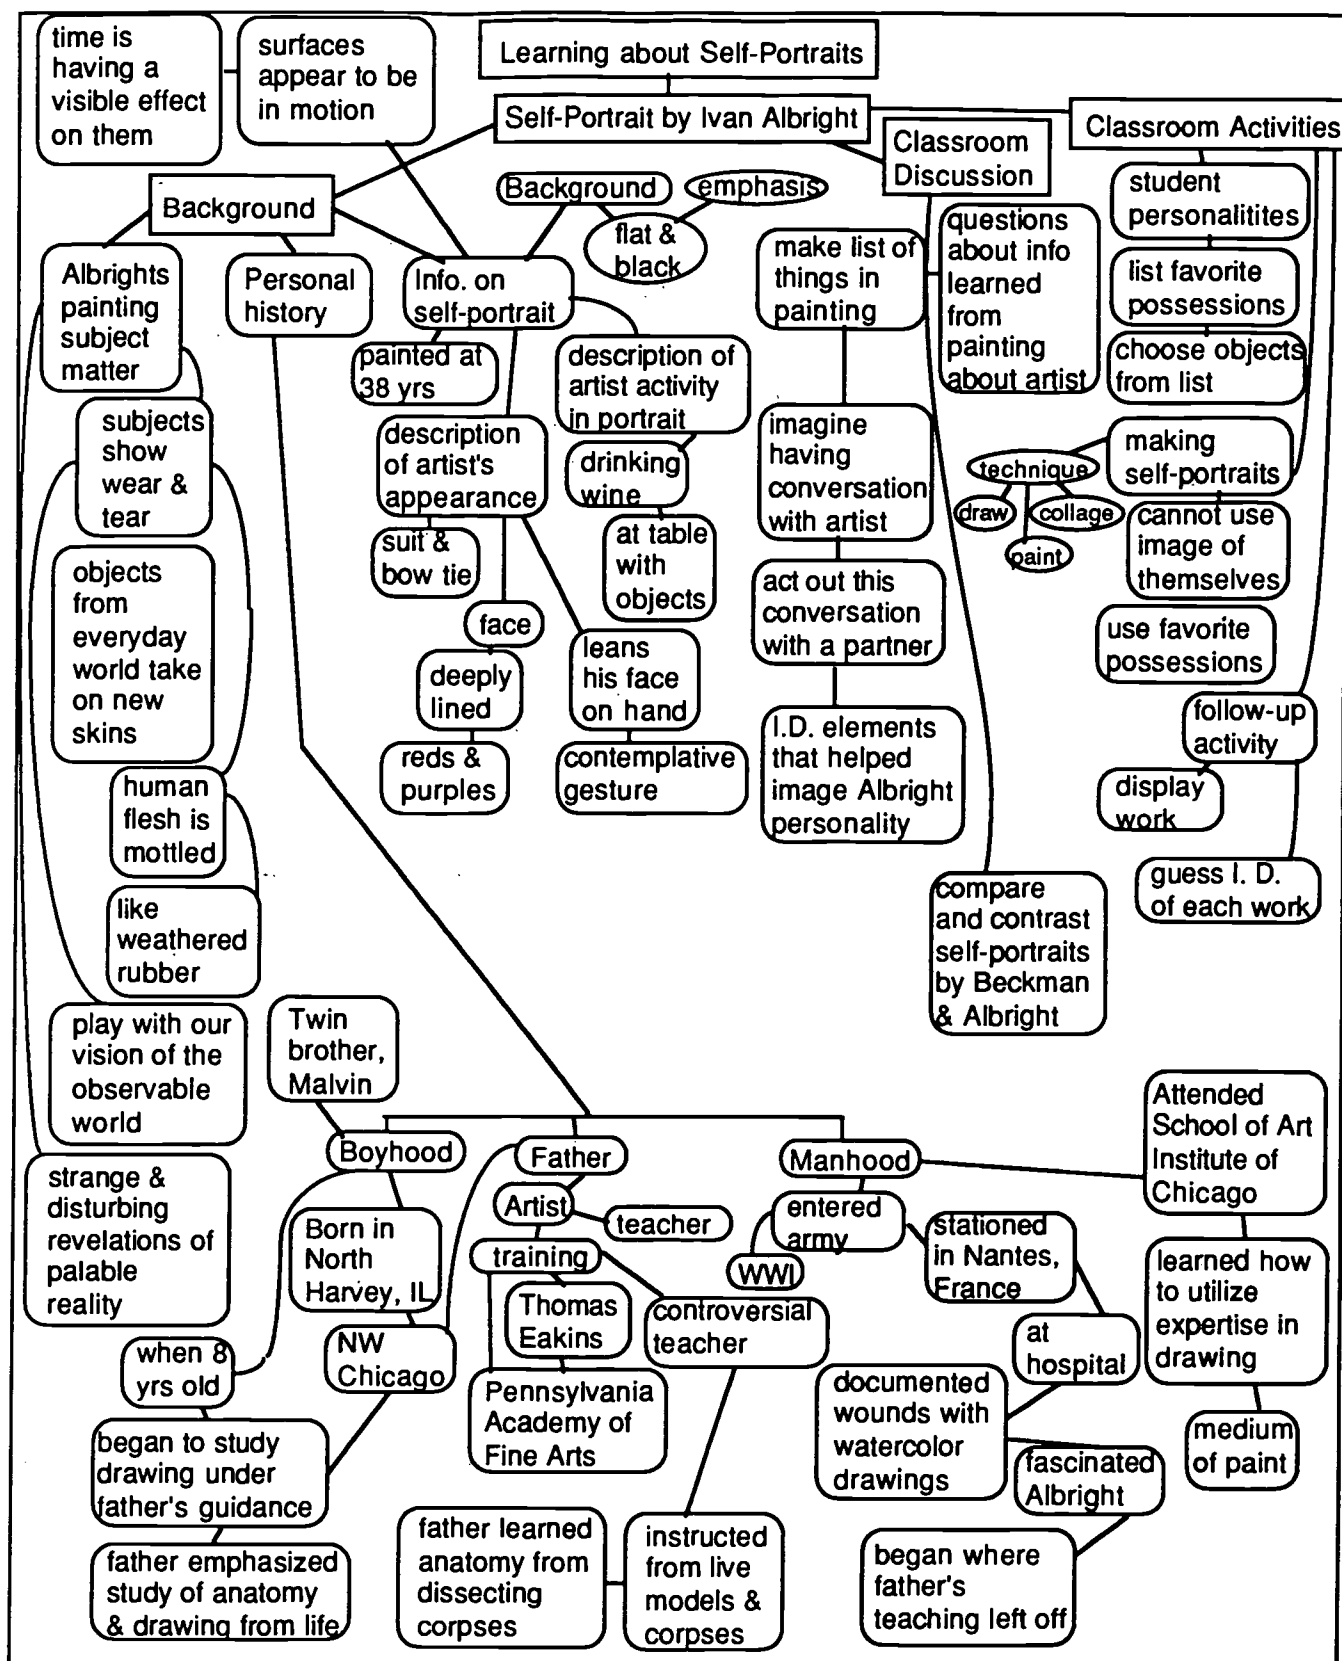 time is
having a
visible effect
on them
surfaces
appear to be
in motion
Learning about Self-Portraits
Self-Portrait by Ivan Albright
Classroom Activities
Classroom
Discussion
Background
Albrights
painting
subject
matter
Personal
history
Info. on
self-portrait
Background
emphasis
flat &
black
painted at
38 yrs
description of
artist activity
in portrait
drinking
wine
at table
with
objects
description
of artist's
appearance
suit &
bow tie
face
deeply
lined
reds &
purples
leans
his face
on hand
contemplative
gesture
make list of
things in
painting
imagine
having
conversation
with artist
act out this
conversation
with a partner
I.D. elements
that helped
image Albright
personality
questions
about info
learned
from
painting
about artist
compare
and contrast
self-portraits
by Beckman
& Albright
student
personalitites
list favorite
possessions
choose objects
from list
making
self-portraits
technique
draw
collage
paint
cannot use
image of
themselves
use favorite
possessions
follow-up
activity
display
work
guess I. D.
of each work
subjects
show
wear &
tear
objects
from
everyday
world take
on new
skins
human
flesh is
mottled
like
weathered
rubber
play with our
vision of the
observable
world
strange &
disturbing
revelations of
palable
reality
Twin
brother,
Malvin
Boyhood
Born in
North
Harvey, IL
NW
Chicago
when 8
yrs old
began to study
drawing under
father's guidance
father emphasized
study of anatomy
& drawing from life
Father
Artist
teacher
training
Thomas
Eakins
Pennsylvania
Academy of
Fine Arts
controversial
teacher
instructed
from live
models &
corpses
father learned
anatomy from
dissecting
corpses
Manhood
entered
army
WWI
stationed
in Nantes,
France
at
hospital
documented
wounds with
watercolor
drawings
fascinated
Albright
began where
father's
teaching left off
Attended
School of Art
Institute of
Chicago
learned how
to utilize
expertise in
drawing
medium
of paint